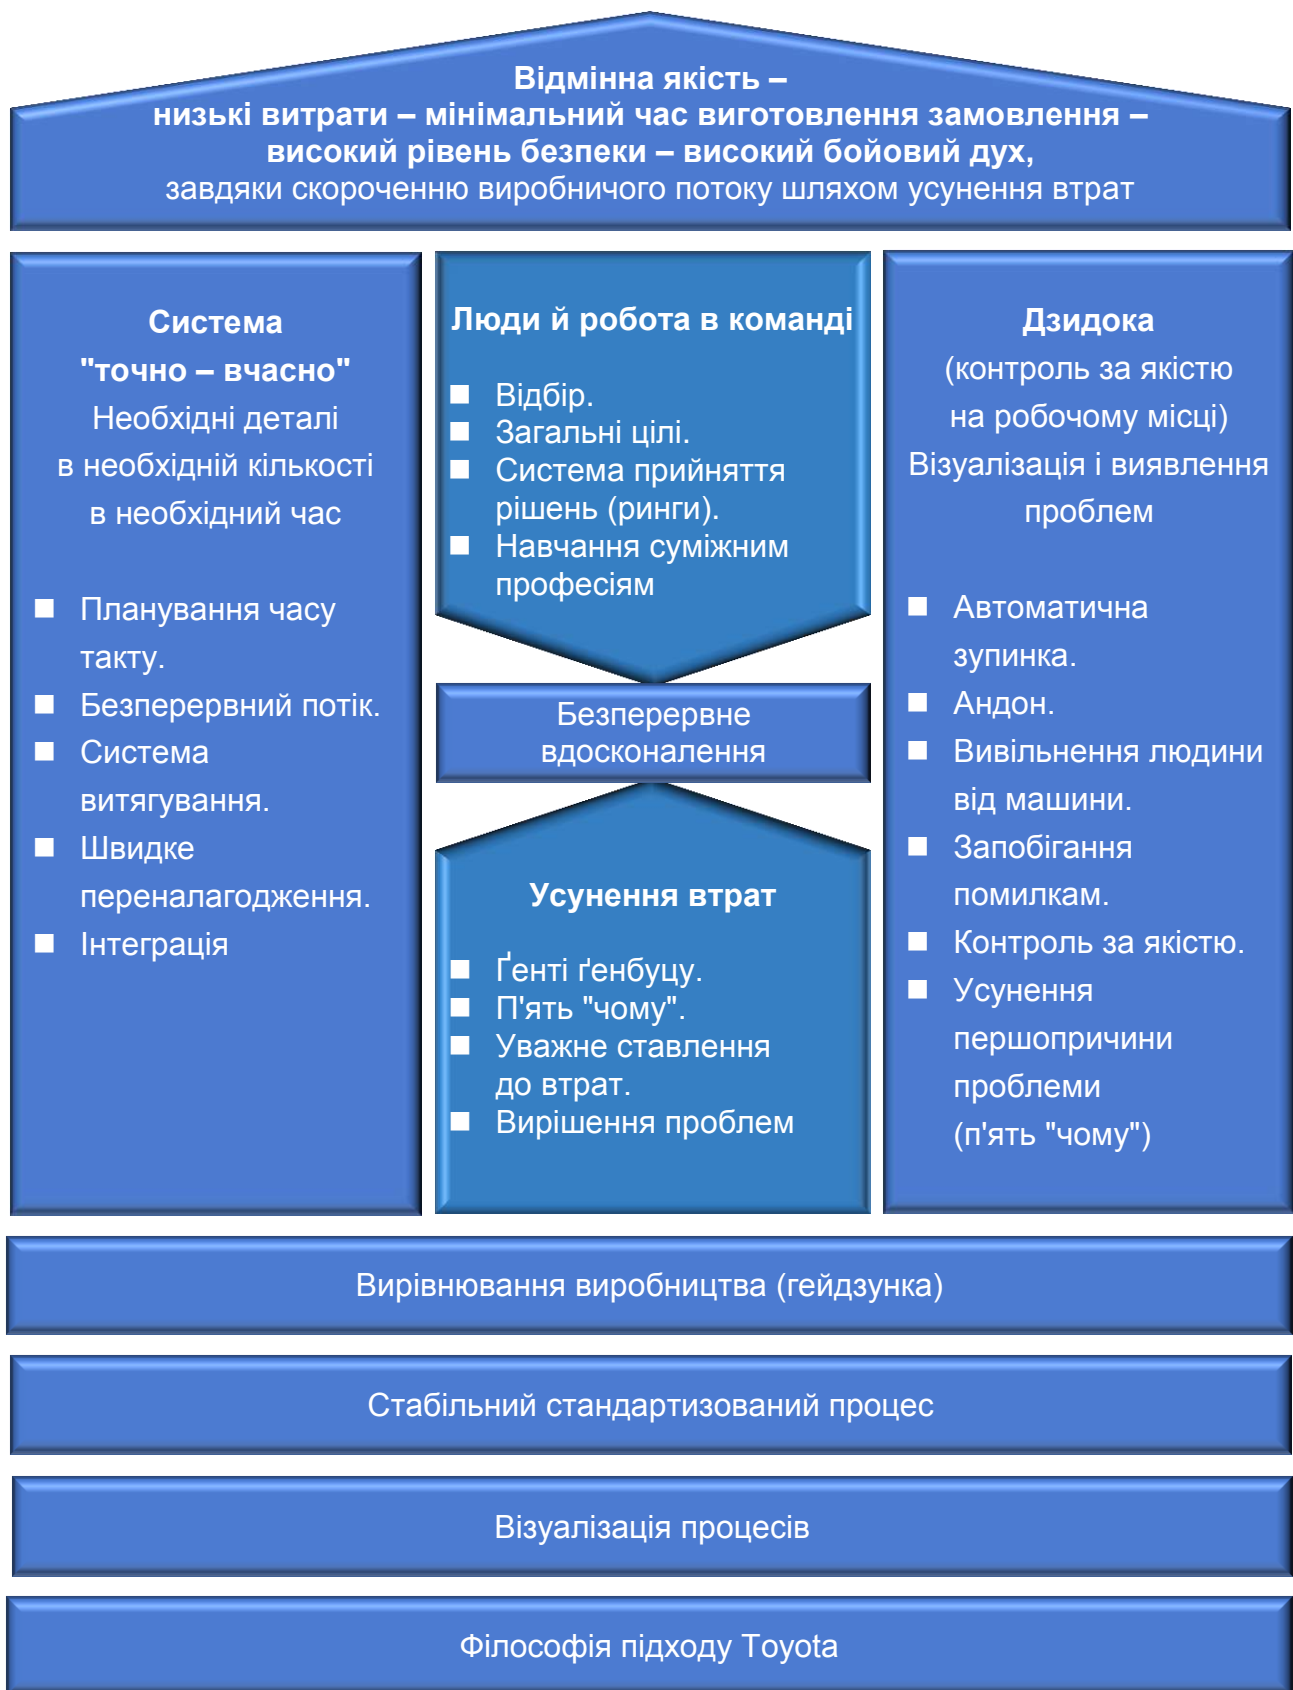 Відмінна якість –
низькі витрати – мінімальний час виготовлення замовлення –
високий рівень безпеки – високий бойовий дух,
завдяки скороченню виробничого потоку шляхом усунення втрат
Система
"точно – вчасно"
Необхідні деталі
в необхідній кількості
в необхідний час
Планування часу
такту.
Безперервний потік.
Система
витягування.
Швидке
переналагодження.
Інтеграція
Люди й робота в команді
Відбір.
Загальні цілі.
Система прийняття
рішень (ринги).
Навчання суміжним
професіям
Безперервне
вдосконалення
Усунення втрат
Ґенті ґенбуцу.
П'ять "чому".
Уважне ставлення
до втрат.
Вирішення проблем
Дзидока
(контроль за якістю
на робочому місці)
Візуалізація і виявлення
проблем
Автоматична
зупинка.
Андон.
Вивільнення людини
від машини.
Запобігання
помилкам.
Контроль за якістю.
Усунення
першопричини
проблеми
(п'ять "чому")
Вирівнювання виробництва (гейдзунка)
Стабільний стандартизований процес
Візуалізація процесів
Філософія підходу Toyota